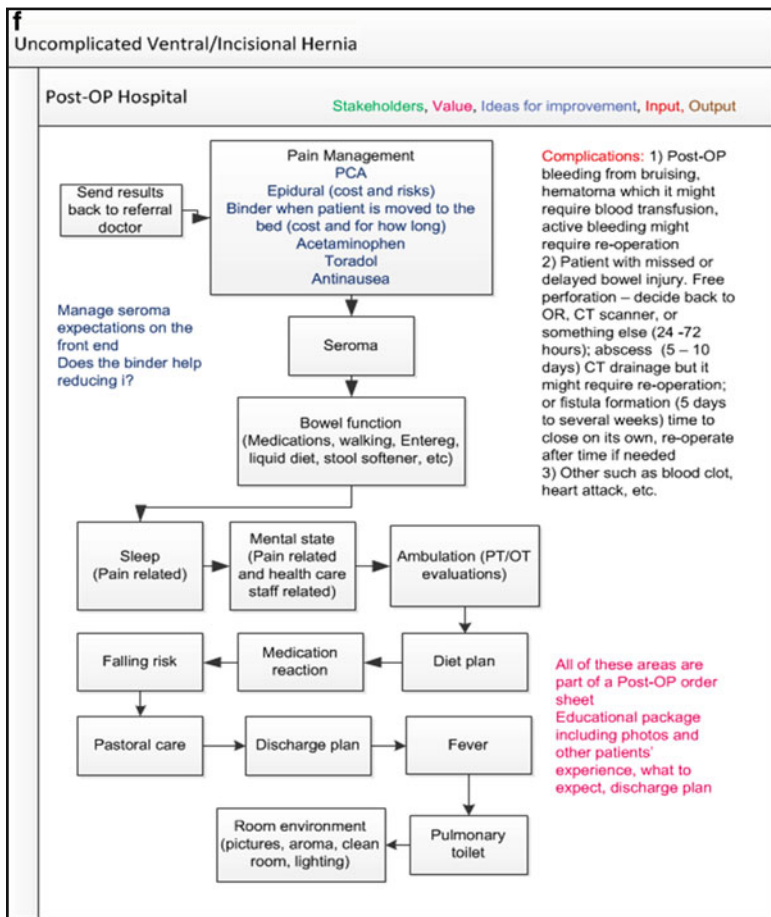 f
Uncomplicated Ventral/Incisional Hernia
Post-OP Hospital
Stakeholders, Value, Ideas for improvement, Input, Output
Send results
back to referral
doctor
Pain Management
PCA
Epidural (cost and risks)
Binder when patient is moved to the
bed (cost and for how long)
Acetaminophen
Toradol
Antinausea
Complications: 1) Post-OP
bleeding from bruising,
hematoma which it might
require blood transfusion,
active bleeding might
require re-operation
2) Patient with missed or
delayed bowel injury. Free
perforation – decide back to
OR, CT scanner, or
something else (24 -72
hours); abscess (5 – 10
days) CT drainage but it
might require re-operation;
or fistula formation (5 days
to several weeks) time to
close on its own, re-operate
after time if needed
3) Other such as blood clot,
heart attack, etc.
Manage seroma
expectations on the
front end
Does the binder help
reducing i?
Seroma
Bowel function
(Medications, walking, Entereg,
liquid diet, stool softener, etc)
Sleep
(Pain related)
Mental state
(Pain related
and health care
staff related)
Ambulation (PT/OT
evaluations)
Falling risk
Medication
reaction
Diet plan
All of these areas are
part of a Post-OP order
sheet
Educational package
including photos and
other patients'
experience, what to
expect, discharge plan
Pastoral care
Discharge plan
Fever
Room environment
(pictures, aroma, clean
room, lighting)
Pulmonary
toilet